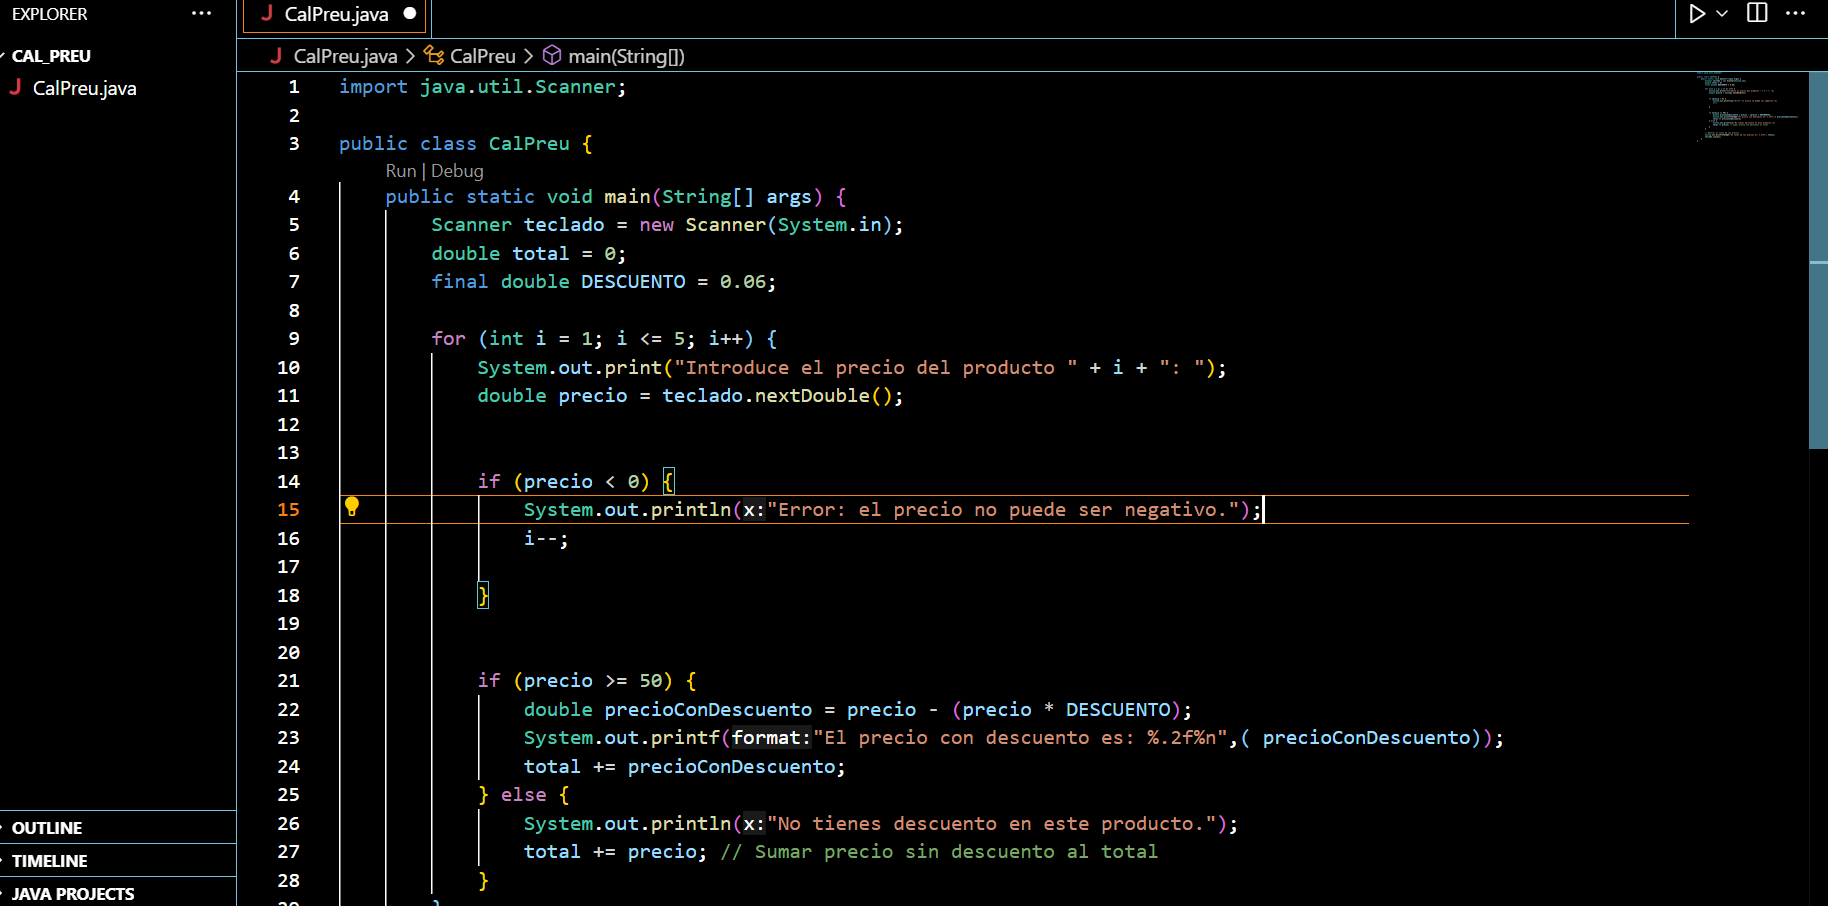 EXPLORER
CAL_PREU
CalPreu.java
OUTLINE
TIMELINE
JAVA PROJECTS
CalPreu.java
CalPreu.java > CalPreu > main(String[])
1 import java.util.Scanner;
2
3 public class CalPreu {
Run | Debug
4 public static void main(String[] args) {
5 Scanner teclado = new Scanner(System.in);
6 double total = 0;
7 final double DESCUENTO = 0.06;
8
9 for (int i = 1; i <= 5; i++) {
10 System.out.print("Introduce el precio del producto " + i + ": ");
11 double precio = teclado.nextDouble();
12
13
14 if (precio < 0) {
15 System.out.println(x:"Error: el precio no puede ser negativo.");
16 i--;
17
18 }
19
20
21 if (precio >= 50) {
22 double precioConDescuento = precio - (precio * DESCUENTO);
23 System.out.printf(format:"El precio con descuento es: %.2f%n",( precioConDescuento));
24 total += precioConDescuento;
25 } else {
26 System.out.println(x:"No tienes descuento en este producto.");
27 total += precio; // Sumar precio sin descuento al total
28 }